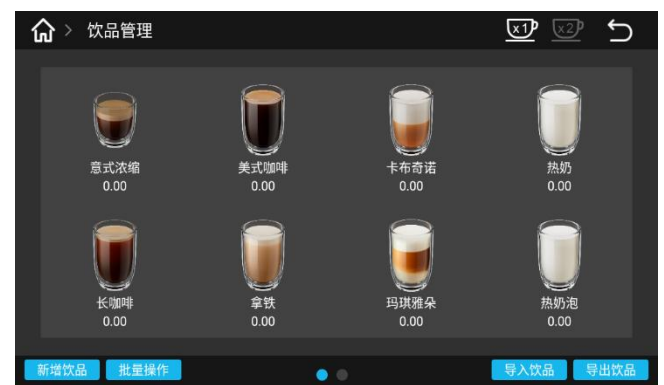 > 饮品管理 x1 x2
意式浓缩 美式咖啡 卡布奇诺 热奶
0.00 0.00 0.00 0.00
长咖啡 拿铁 玛琪雅朵 热奶泡
0.00 0.00 0.00 0.00
新增饮品 批量操作 导入饮品 导出饮品